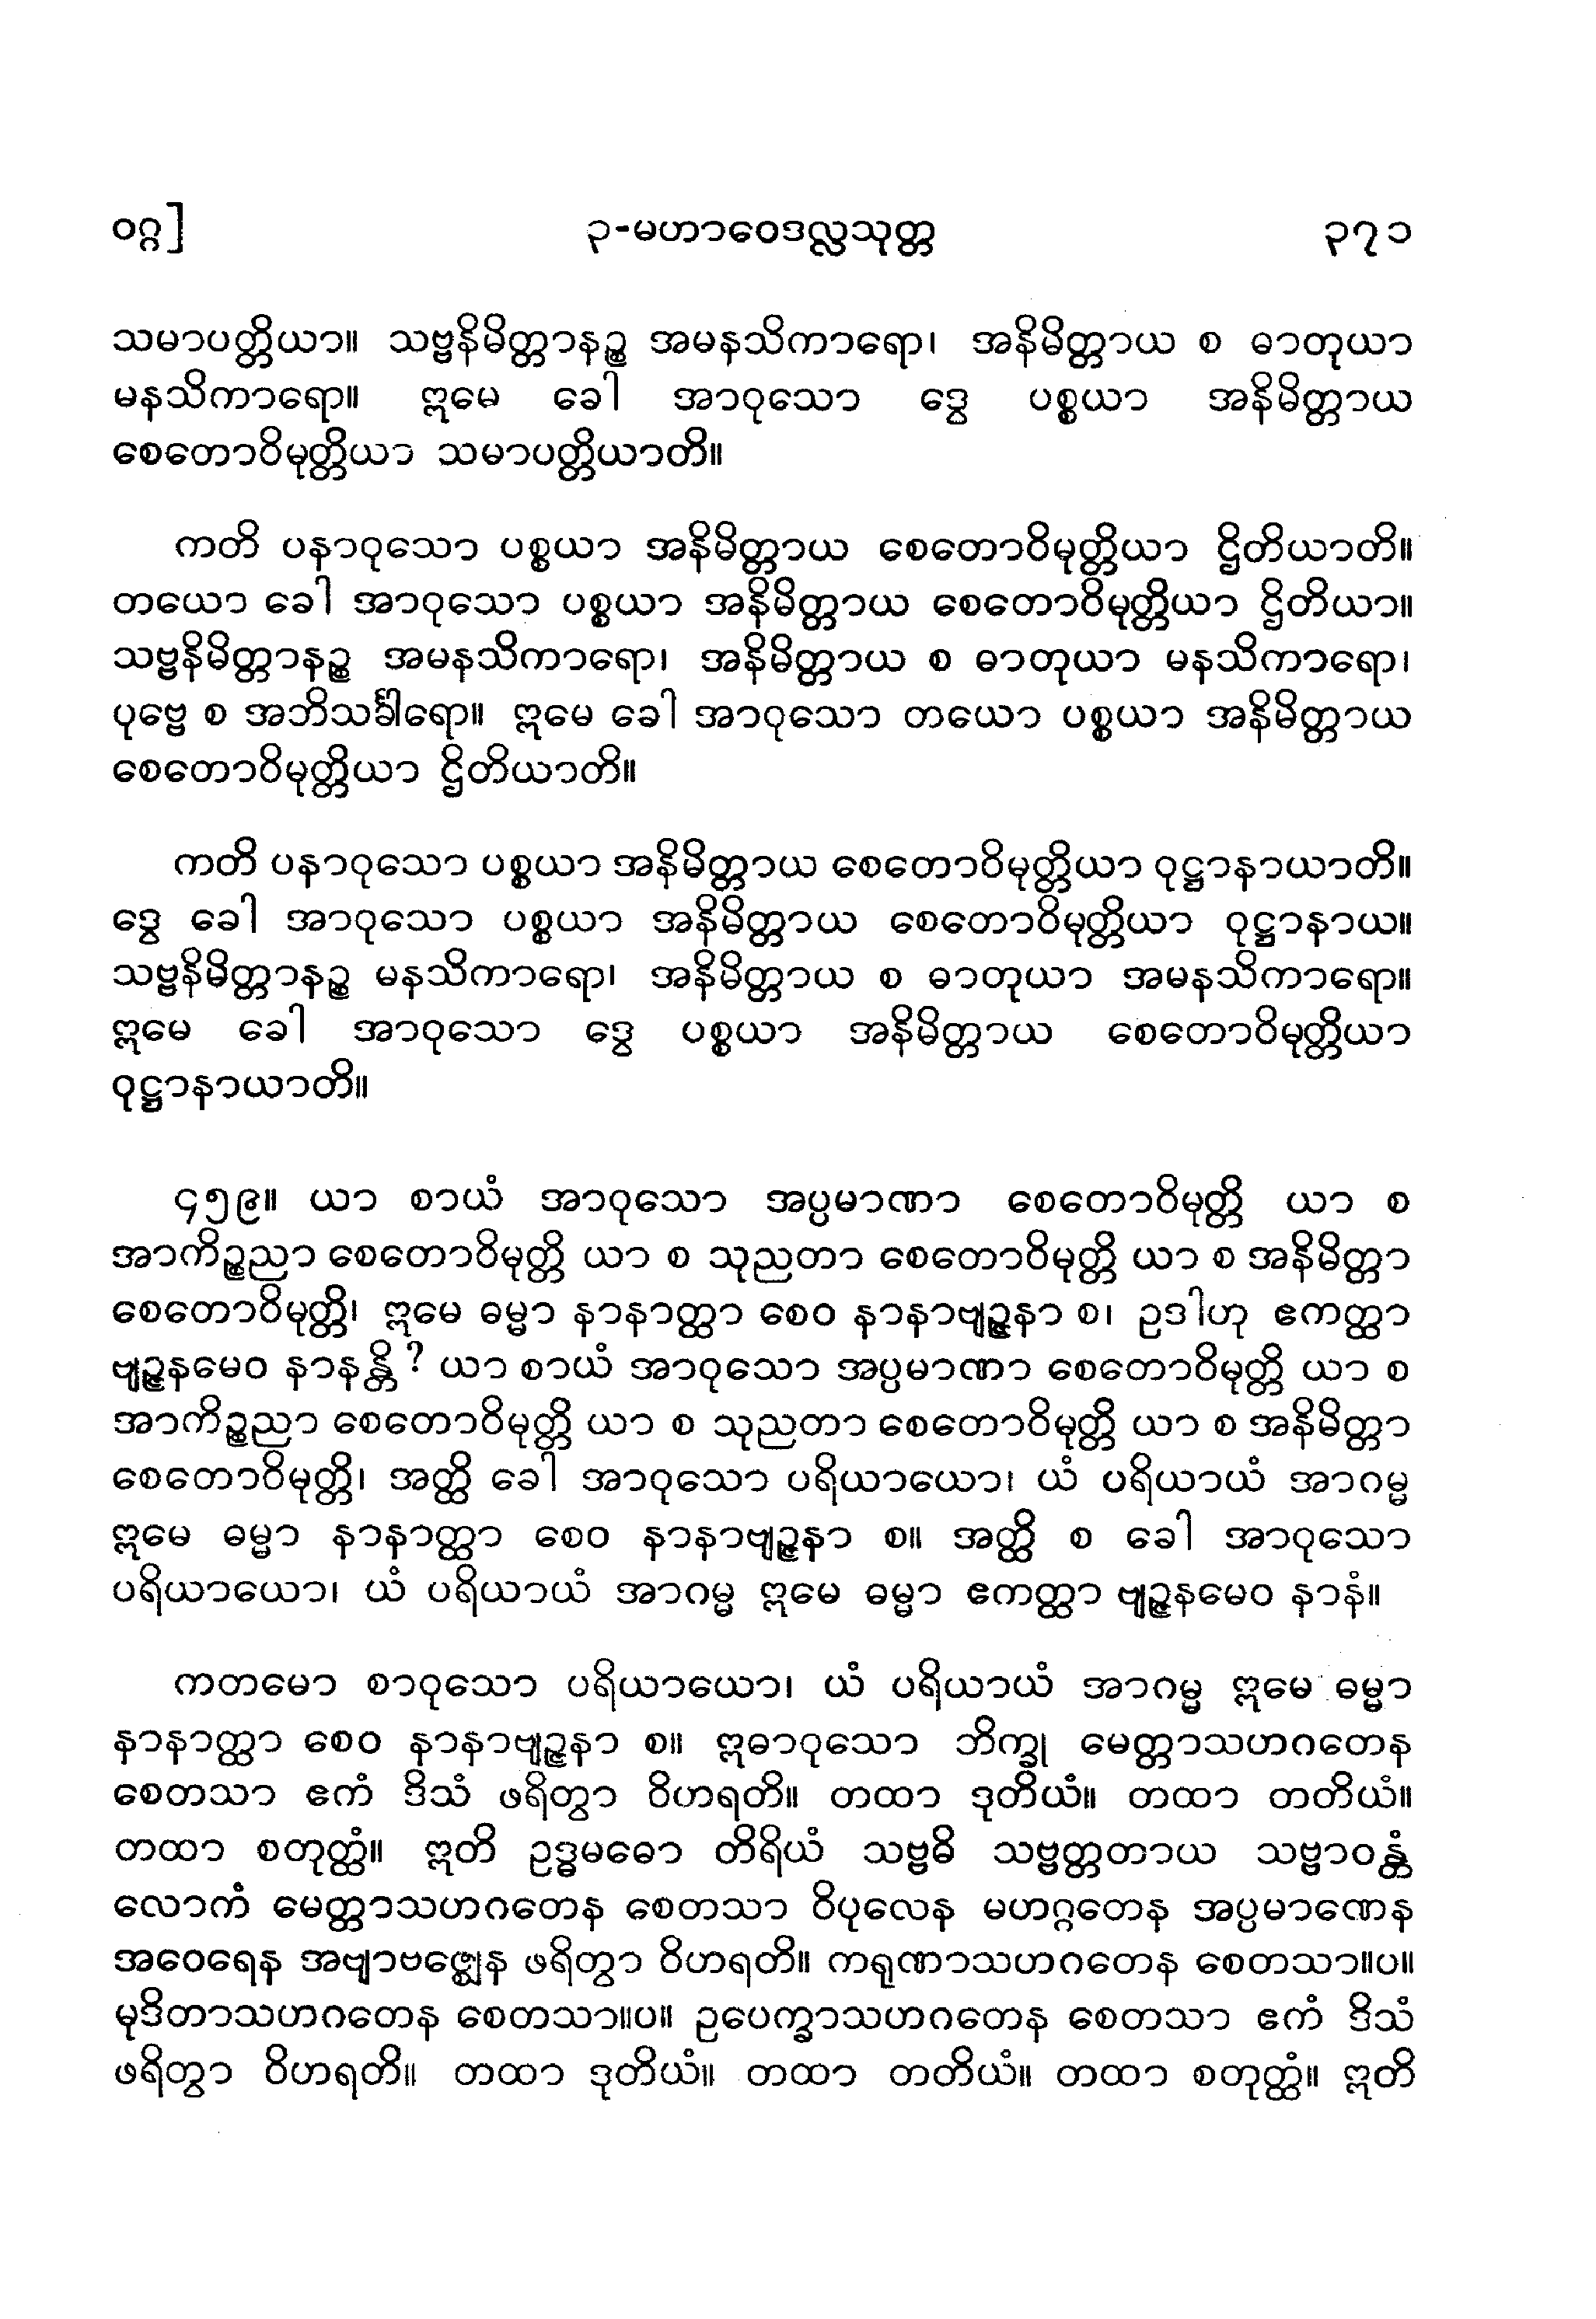 ဝဂ္ဂ]
၃-မဟာဝေဒလ္လသုတ္တ
၃၇၁
သမာပတ္တိယာ။ သဗ္ဗနိမိတ္တာနဉ္စ အမနသိကာရော၊ အနိမိတ္တာယ စ ဓာတုယာ
မနသိကာရော။ ဣမေ ခေါ အာဝုသော ဒွေ ပစ္စယာ အနိမိတ္တာယ
စေတောဝိမုတ္တိယာ သမာပတ္တိယာတိ။
ကတိ ပနာဝုသော ပစ္စယာ အနိမိတ္တာယ စေတောဝိမုတ္တိယာ ဌိတိယာတိ။
တယော ခေါ အာဝုသော ပစ္စယာ အနိမိတ္တာယ စေတောဝိမုတ္တိယာ ဌိတိယာ။
သဗ္ဗနိမိတ္တာနဉ္စ အမနသိကာရော၊ အနိမိတ္တာယ စ ဓာတုယာ မနသိကာရော၊
ပုဗ္ဗေ စ အဘိသင်္ခါရော။ ဣမေ ခေါ အာဝုသော တယော ပစ္စယာ အနိမိတ္တာယ
စေတောဝိမုတ္တိယာ ဌိတိယာတိ။
ကတိ ပနာဝုသော ပစ္စယာ အနိမိတ္တာယ စေတောဝိမုတ္တိယာ ဝုဋ္ဌာနာယာတိ။
ဒွေ ခေါ အာဝုသော ပစ္စယာ အနိမိတ္တာယ စေတောဝိမုတ္တိယာ ဝုဋ္ဌာနာယ။
သဗ္ဗနိမိတ္တာနဉ္စ မနသိကာရော၊ အနိမိတ္တာယ စ ဓာတုယာ အမနသိကာရော။
ဣမေ ခေါ အာဝုသော ဒွေ ပစ္စယာ အနိမိတ္တာယ စေတောဝိမုတ္တိယာ
ဝုဋ္ဌာနာယာတိ။
၄၅၉။ ယာ စာယံ အာဝုသော အပ္ပမာဏာ စေတောဝိမုတ္တိ ယာ စ
အာကိဉ္စညာ စေတောဝိမုတ္တိ ယာ စ သုညတာ စေတောဝိမုတ္တိ ယာ စ အနိမိတ္တာ
စေတောဝိမုတ္တိ၊ ဣမေ ဓမ္မာ နာနာတ္ထာ စေဝ နာနာဗျဉ္ဇနာ စ၊ ဥဒါဟု ဧကတ္ထာ
ဗျဉ္ဇနမေဝ နာနန္တိ ? ယာ စာယံ အာဝုသော အပ္ပမာဏာ စေတောဝိမုတ္တိ ယာ စ
အာကိဉ္စညာ စေတောဝိမုတ္တိ ယာ စ သုညတာ စေတောဝိမုတ္တိ ယာ စ အနိမိတ္တာ
စေတောဝိမုတ္တိ၊ အတ္ထိ ခေါ အာဝုသော ပရိယာယော၊ ယံ ပရိယာယံ အာဂမ္မ
ဣမေ ဓမ္မာ နာနာတ္ထာ စေဝ နာနာဗျဉ္ဇနာ စ။ အတ္ထိ စ ခေါ အာဝုသော
ပရိယာယော၊ ယံ ပရိယာယံ အာဂမ္မ ဣမေ ဓမ္မာ ဧကတ္ထာ ဗျဉ္ဇနမေဝ နာနံ။
ကတမော စာဝုသော ပရိယာယော၊ ယံ ပရိယာယံ အာဂမ္မ ဣမေ ဓမ္မာ
နာနာတ္ထာ စေဝ နာနာဗျဉ္ဇနာ စ။ ဣဓာဝုသော ဘိက္ခု မေတ္တာသဟဂတေန
စေတသာ ဧကံ ဒိသံ ဖရိတွာ ဝိဟရတိ။ တထာ ဒုတိယံ။ တထာ တတိယံ။
တထာ စတုတ္ထံ။ ဣတိ ဥဒ္ဓမဓော တိရိယံ သဗ္ဗဓိ သဗ္ဗတ္တတာယ သဗ္ဗာဝန္တံ
လောကံ မေတ္တာသဟဂတေန စေတသာ ဝိပုလေန မဟဂ္ဂတေန အပ္ပမာဏေန
အဝေရေန အဗျာဗဇ္ဈေန ဖရိတွာ ဝိဟရတိ။ ကရုဏာသဟဂတေန စေတသာ။ပ။
မုဒိတာသဟဂတေန စေတသာ။ပ။ ဥပေက္ခာသဟဂတေန စေတသာ ဧကံ ဒိသံ
ဖရိတွာ ဝိဟရတိ။ တထာ ဒုတိယံ။ တထာ တတိယံ။ တထာ စတုတ္ထံ။ ဣတိ